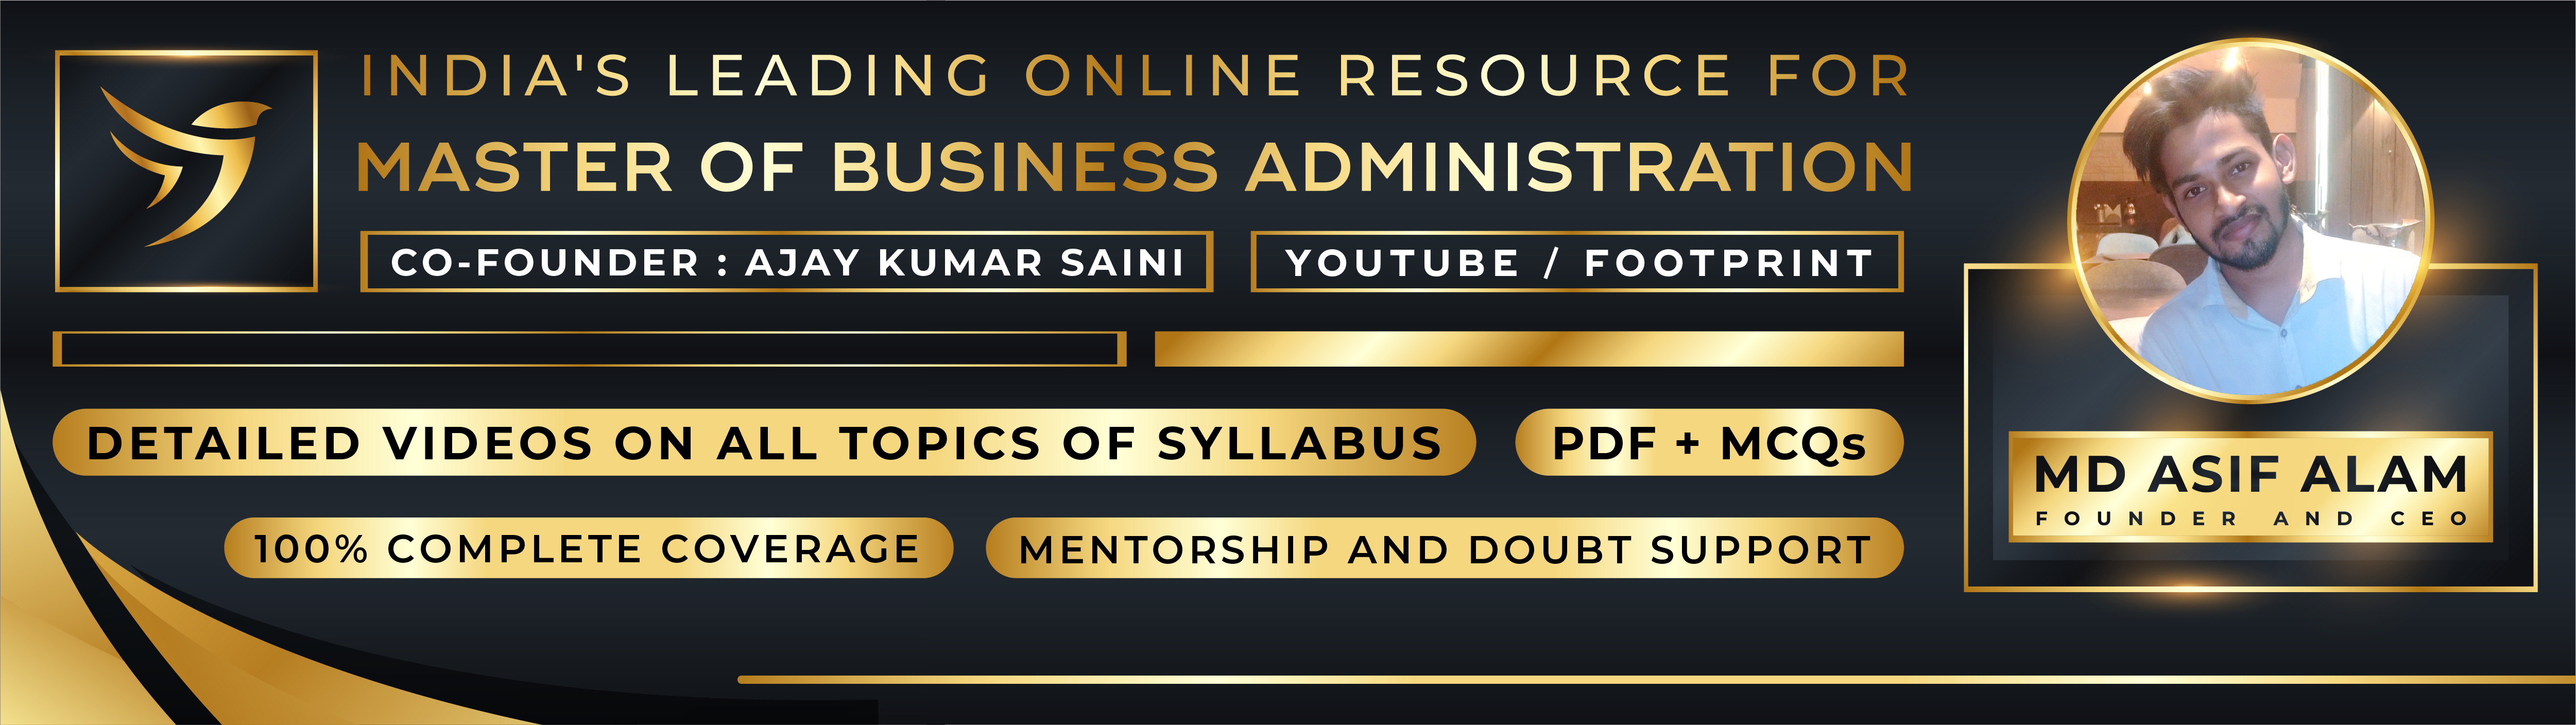 INDIA'S LEADING ONLINE RESOURCE FOR
MASTER OF BUSINESS ADMINISTRATION
CO-FOUNDER : AJAY KUMAR SAINI
YOUTUBE / FOOTPRINT
DETAILED VIDEOS ON ALL TOPICS OF SYLLABUS
PDF + MCQs
100% COMPLETE COVERAGE
MENTORSHIP AND DOUBT SUPPORT
MD ASIF ALAM
FOUNDER AND CEO